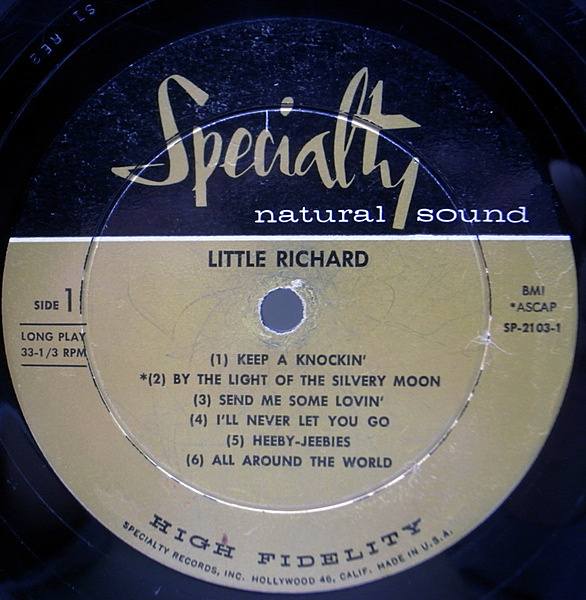 Specialty
natural sound
LITTLE RICHARD
SIDE 1
LONG PLAY
33-1/3 RPM
BMI
*ASCAP
SP-2103-1
(1) KEEP A KNOCKIN'
*(2) BY THE LIGHT OF THE SILVERY MOON
(3) SEND ME SOME LOVIN'
(4) I'LL NEVER LET YOU GO
(5) HEEBY-JEEBIES
(6) ALL AROUND THE WORLD
HIGH FIDELITY
SPECIALTY RECORDS, INC. HOLLYWOOD 46, CALIF. MADE IN U.S.A.